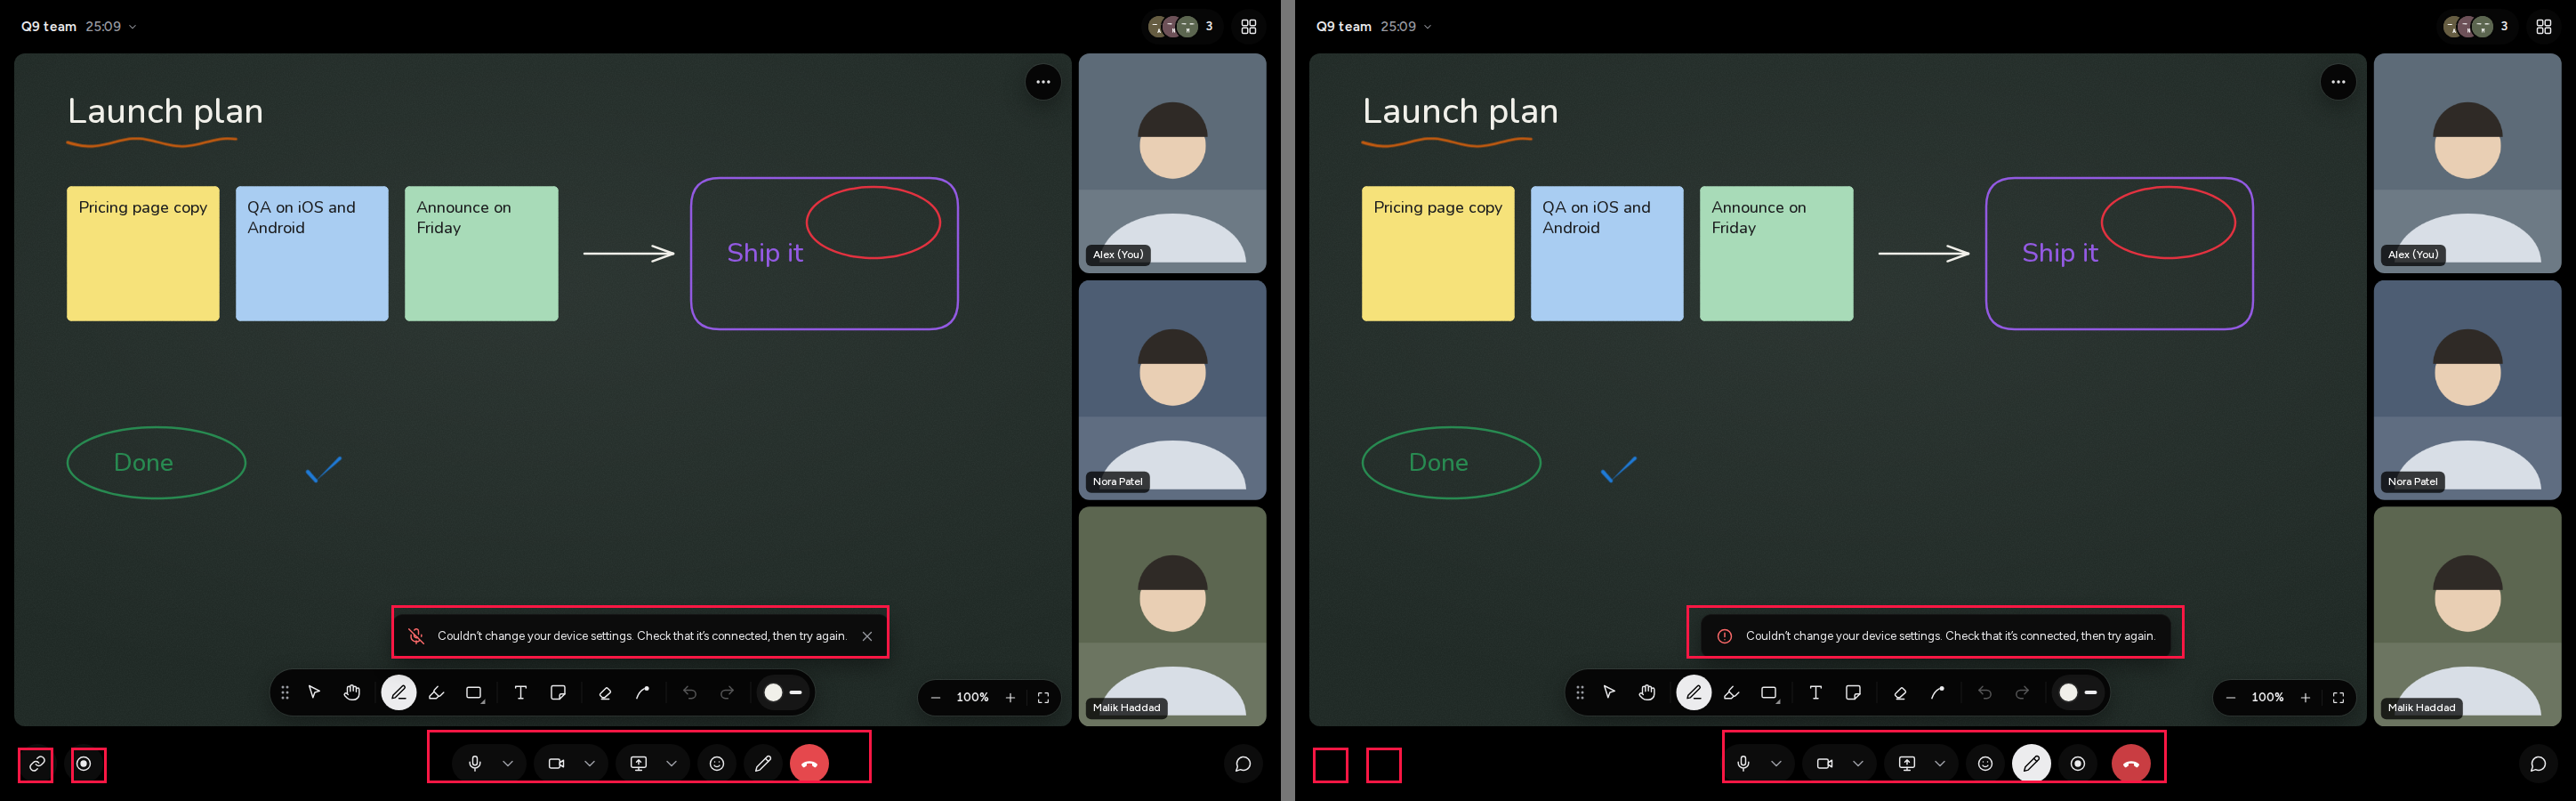 Q9 team 25:09
3
Launch plan
Pricing page copy
QA on iOS and
Android
Announce on
Friday
Ship it
Done
Alex (You)
Nora Patel
Malik Haddad
Couldn't change your device settings. Check that it's connected, then try again.
100%
Q9 team 25:09
3
Launch plan
Pricing page copy
QA on iOS and
Android
Announce on
Friday
Ship it
Done
Alex (You)
Nora Patel
Malik Haddad
Couldn't change your device settings. Check that it's connected, then try again.
100%